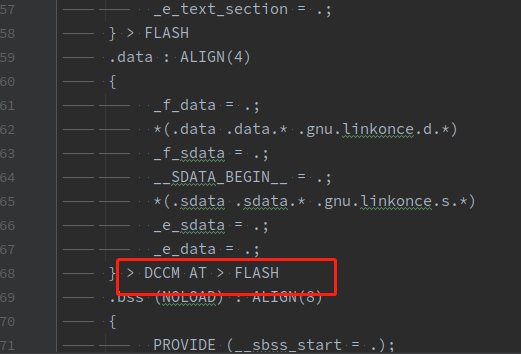 57 _e_text_section = .;
58 } > FLASH
59 .data : ALIGN(4)
60 {
61 _f_data = .;
62 *(.data .data.* .gnu.linkonce.d.*)
63 _f_sdata = .;
64 __SDATA_BEGIN__ = .;
65 *(.sdata .sdata.* .gnu.linkonce.s.*)
66 _e_sdata = .;
67 _e_data = .;
68 } > DCCM AT > FLASH
69 .bss (NOLOAD) : ALIGN(8)
70 {
71 PROVIDE (__sbss_start = .);